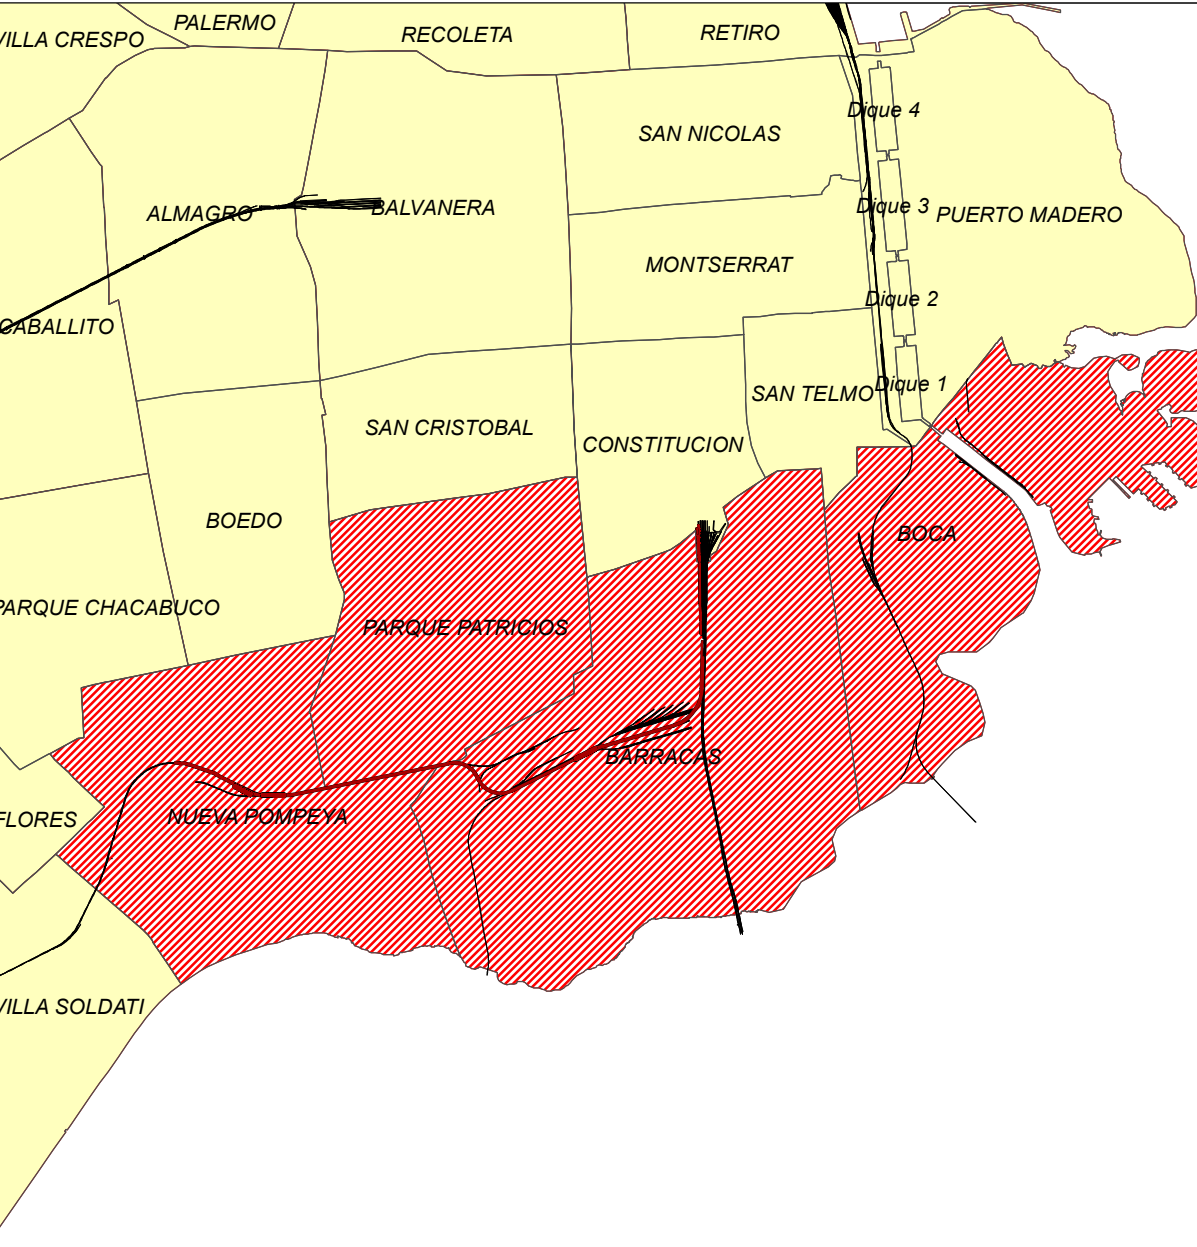 PALERMO
VILLA CRESPO
RECOLETA
RETIRO
Dique 4
SAN NICOLAS
ALMAGRO
BALVANERA
Dique 3
PUERTO MADERO
MONTSERRAT
Dique 2
CABALLITO
Dique 1
SAN TELMO
SAN CRISTOBAL
CONSTITUCION
BOEDO
BOCA
PARQUE CHACABUCO
PARQUE PATRICIOS
BARRACAS
NUEVA POMPEYA
FLORES
VILLA SOLDATI